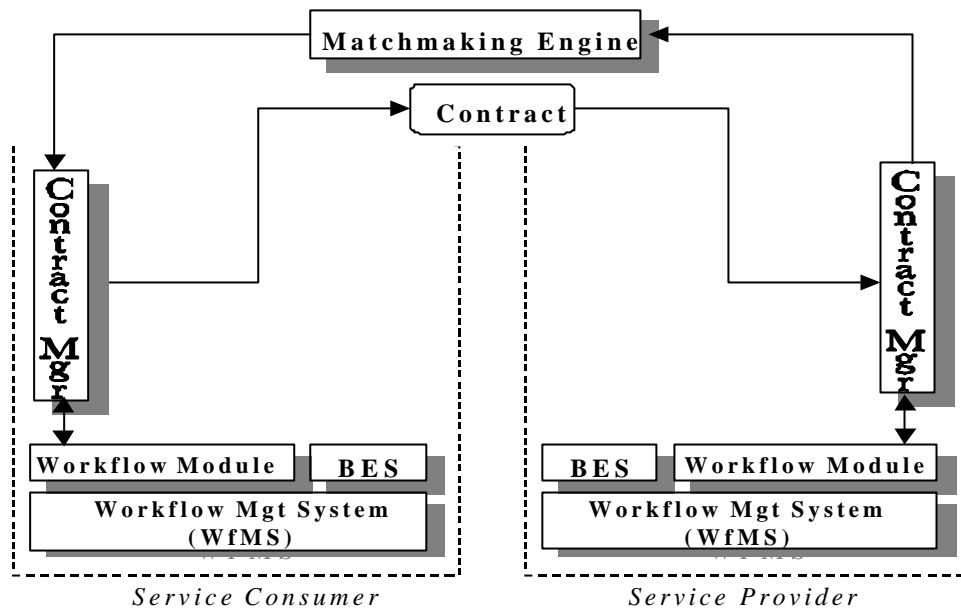 Matchmaking Engine
Contract
Contract Mgr
Contract Mgr
Workflow Module
BES
BES
Workflow Module
Workflow Mgt System
(WfMS)
Workflow Mgt System
(WfMS)
Service Consumer
Service Provider